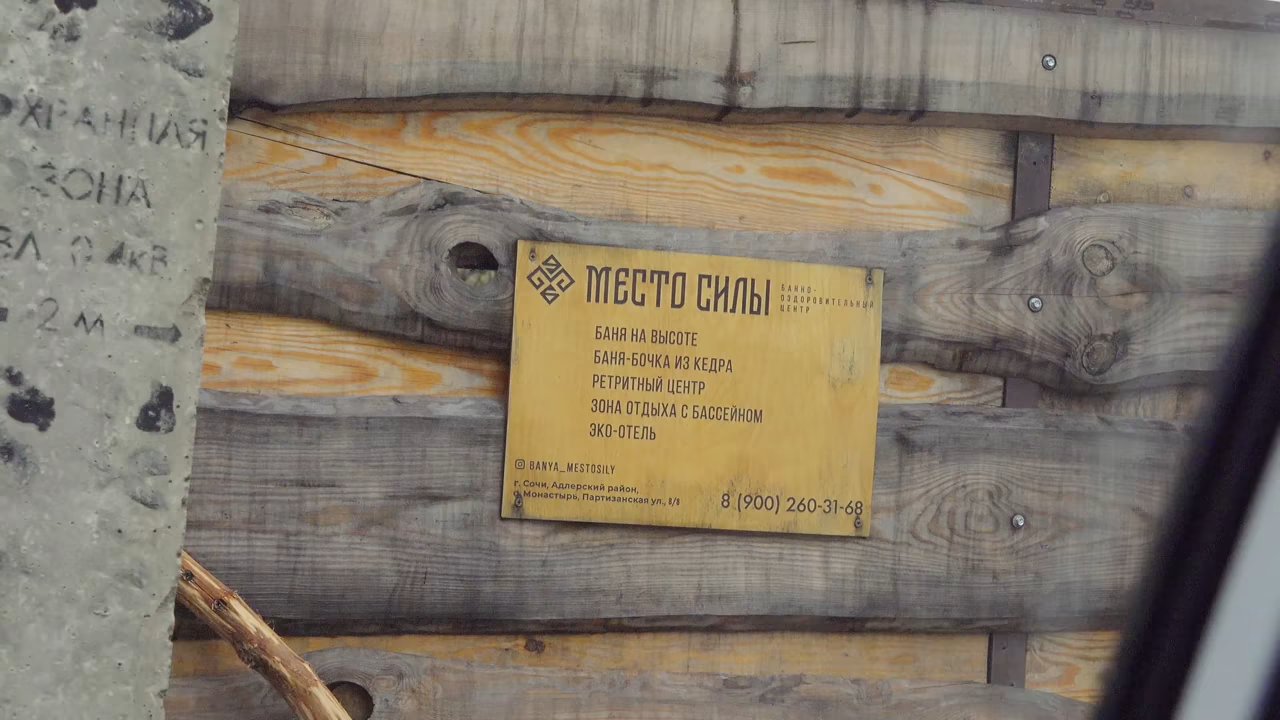 ОХРАННАЯ
ЗОНА
ВЛ 0,4кВ
2 м
МЕСТО СИЛЫ
БАННО-
ОЗДОРОВИТЕЛЬНЫЙ
ЦЕНТР
БАНЯ НА ВЫСОТЕ
БАНЯ-БОЧКА ИЗ КЕДРА
РЕТРИТНЫЙ ЦЕНТР
ЗОНА ОТДЫХА С БАССЕЙНОМ
ЭКО-ОТЕЛЬ
BANYA_MESTOSILY
г. Сочи, Адлерский район,
с. Монастырь, Партизанская ул., 8/8
8 (900) 260-31-68